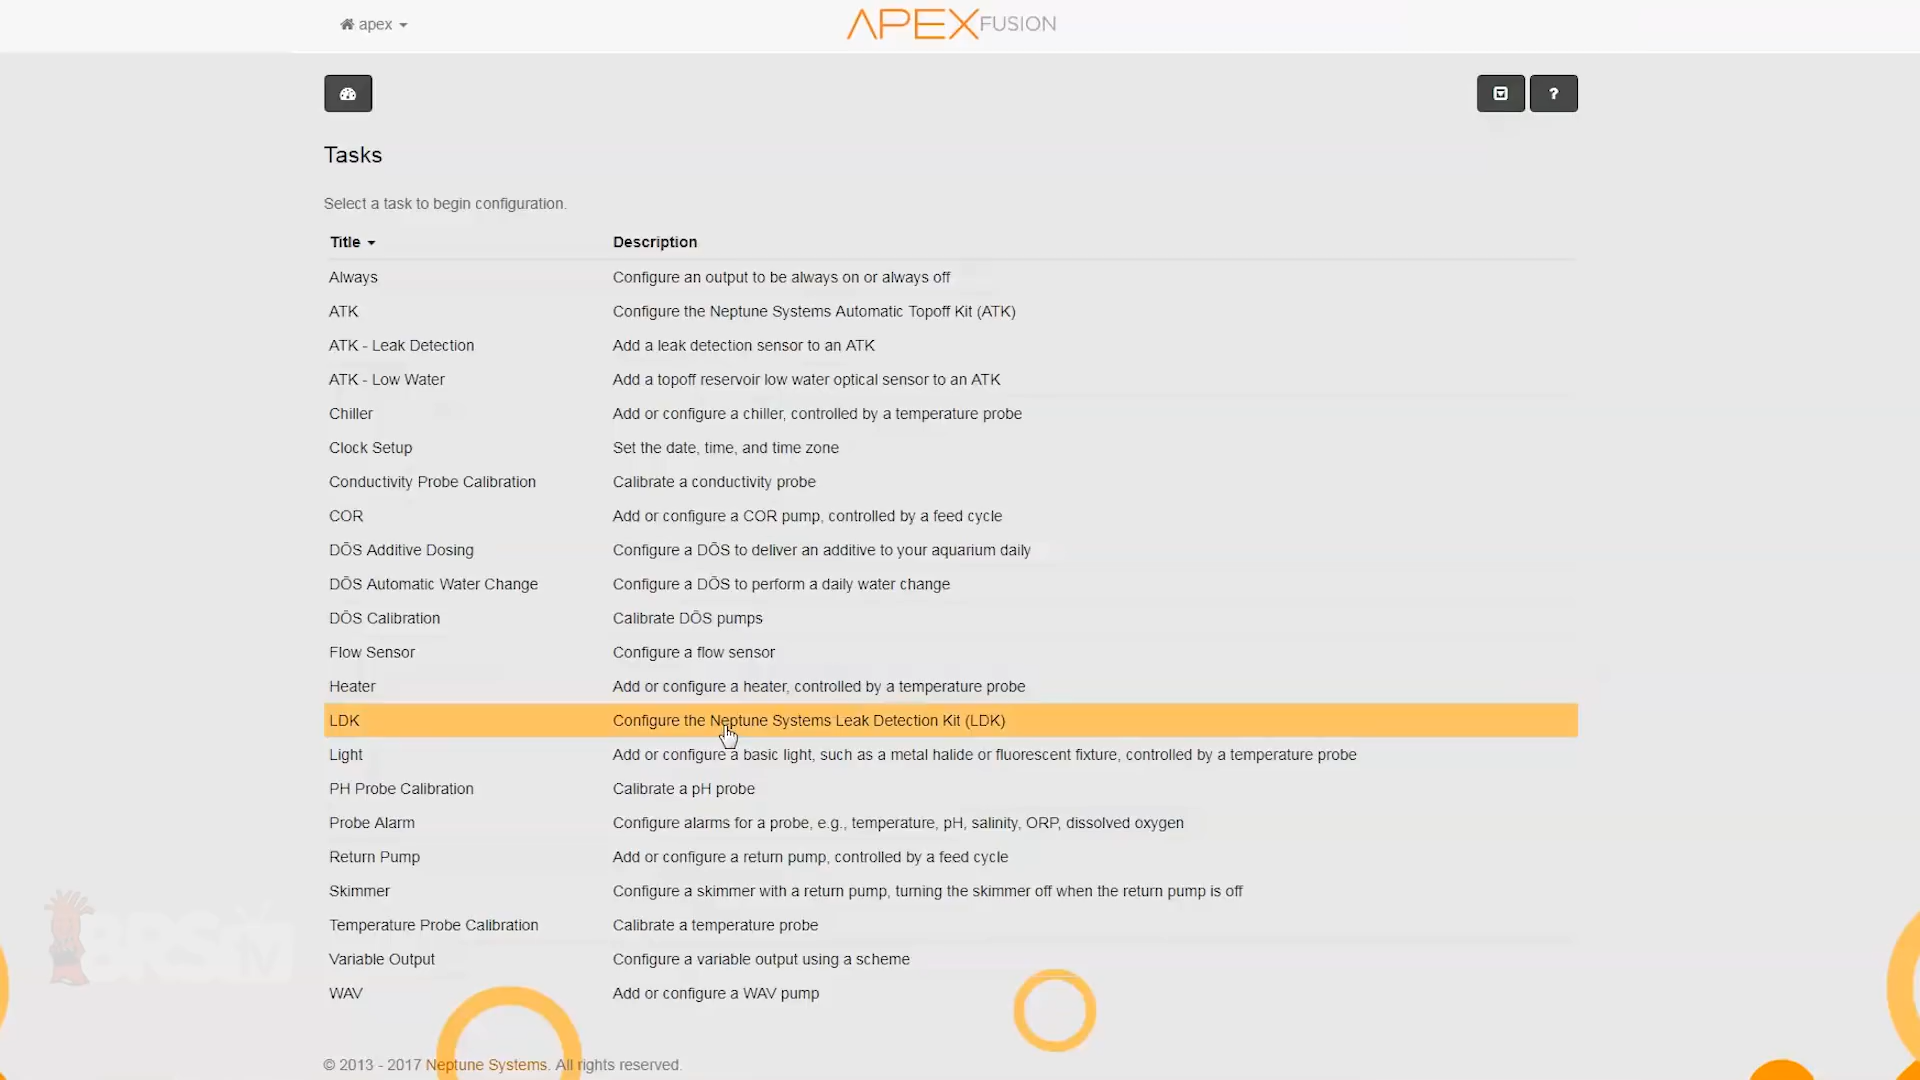 apex
APEX FUSION
?
Tasks
Select a task to begin configuration.
Title Description
Always Configure an output to be always on or always off
ATK Configure the Neptune Systems Automatic Topoff Kit (ATK)
ATK - Leak Detection Add a leak detection sensor to an ATK
ATK - Low Water Add a topoff reservoir low water optical sensor to an ATK
Chiller Add or configure a chiller, controlled by a temperature probe
Clock Setup Set the date, time, and time zone
Conductivity Probe Calibration Calibrate a conductivity probe
COR Add or configure a COR pump, controlled by a feed cycle
DŌS Additive Dosing Configure a DŌS to deliver an additive to your aquarium daily
DŌS Automatic Water Change Configure a DŌS to perform a daily water change
DŌS Calibration Calibrate DŌS pumps
Flow Sensor Configure a flow sensor
Heater Add or configure a heater, controlled by a temperature probe
LDK Configure the Neptune Systems Leak Detection Kit (LDK)
Light Add or configure a basic light, such as a metal halide or fluorescent fixture, controlled by a temperature probe
PH Probe Calibration Calibrate a pH probe
Probe Alarm Configure alarms for a probe, e.g., temperature, pH, salinity, ORP, dissolved oxygen
Return Pump Add or configure a return pump, controlled by a feed cycle
Skimmer Configure a skimmer with a return pump, turning the skimmer off when the return pump is off
Temperature Probe Calibration Calibrate a temperature probe
Variable Output Configure a variable output using a scheme
WAV Add or configure a WAV pump
BRSTV
© 2013 - 2017 Neptune Systems. All rights reserved.